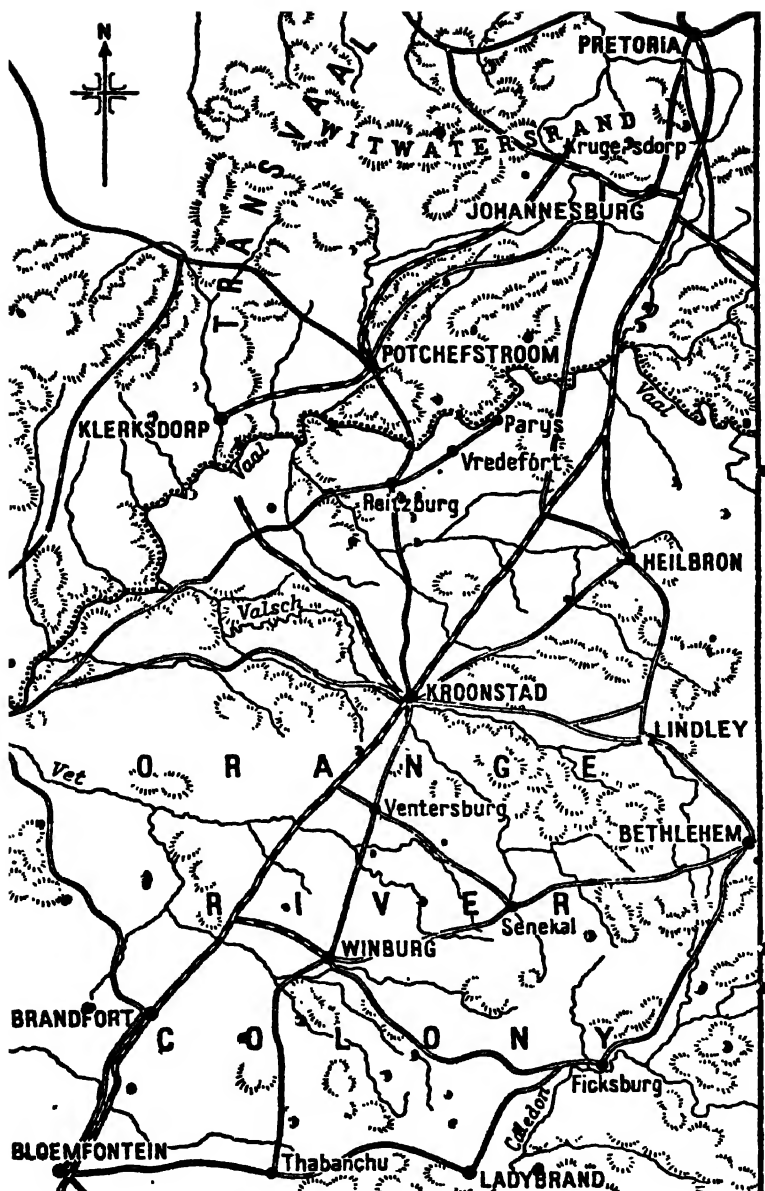 N
PRETORIA
TRANSVAAL
WITWATERSRAND
Krugersdorp
JOHANNESBURG
POTCHEFSTROOM
KLERKSDORP
Vaal
Parys
Vaal
Vredefort
Reitzburg
HEILBRON
Valsch
KROONSTAD
LINDLEY
ORANGE
Vet
Ventersburg
BETHLEHEM
RIVER
Senekal
WINBURG
BRANDFORT
COLONY
Ficksburg
Caledon
BLOEMFONTEIN
Thabanchu
LADYBRAND